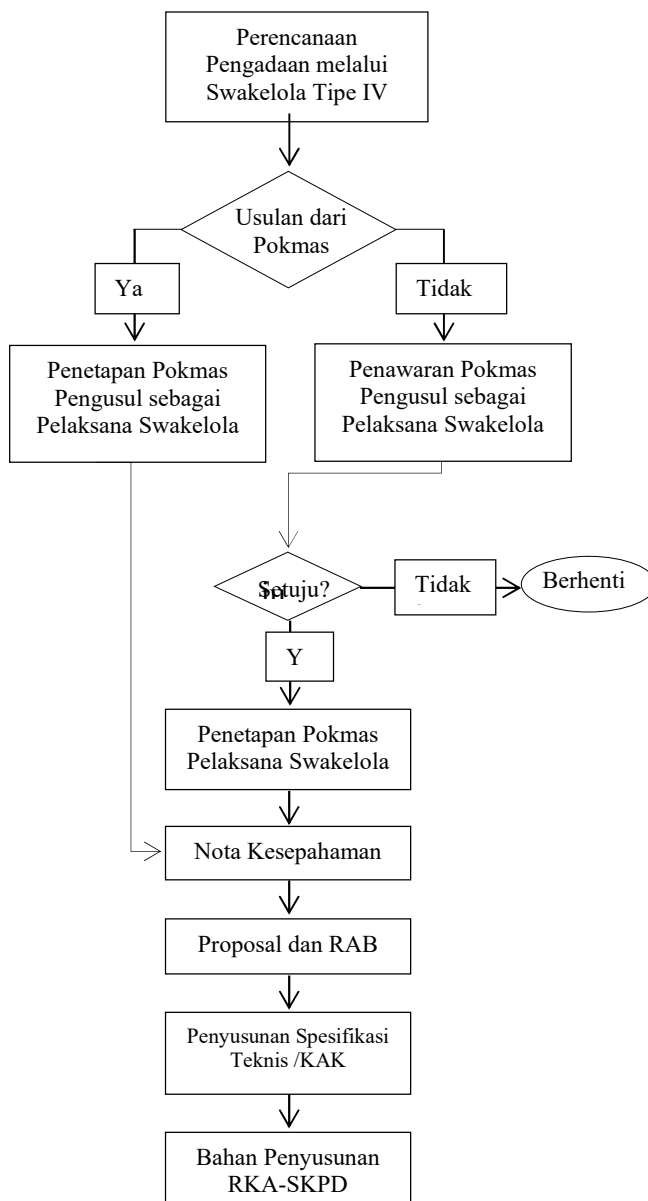 Perencanaan
Pengadaan melalui
Swakelola Tipe IV
Usulan dari
Pokmas
Ya
Tidak
Penetapan Pokmas
Pengusul sebagai
Pelaksana Swakelola
Penawaran Pokmas
Pengusul sebagai
Pelaksana Swakelola
Setuju?
Tidak
Berhenti
Y
Penetapan Pokmas
Pelaksana Swakelola
Nota Kesepahaman
Proposal dan RAB
Penyusunan Spesifikasi
Teknis /KAK
Bahan Penyusunan
RKA-SKPD